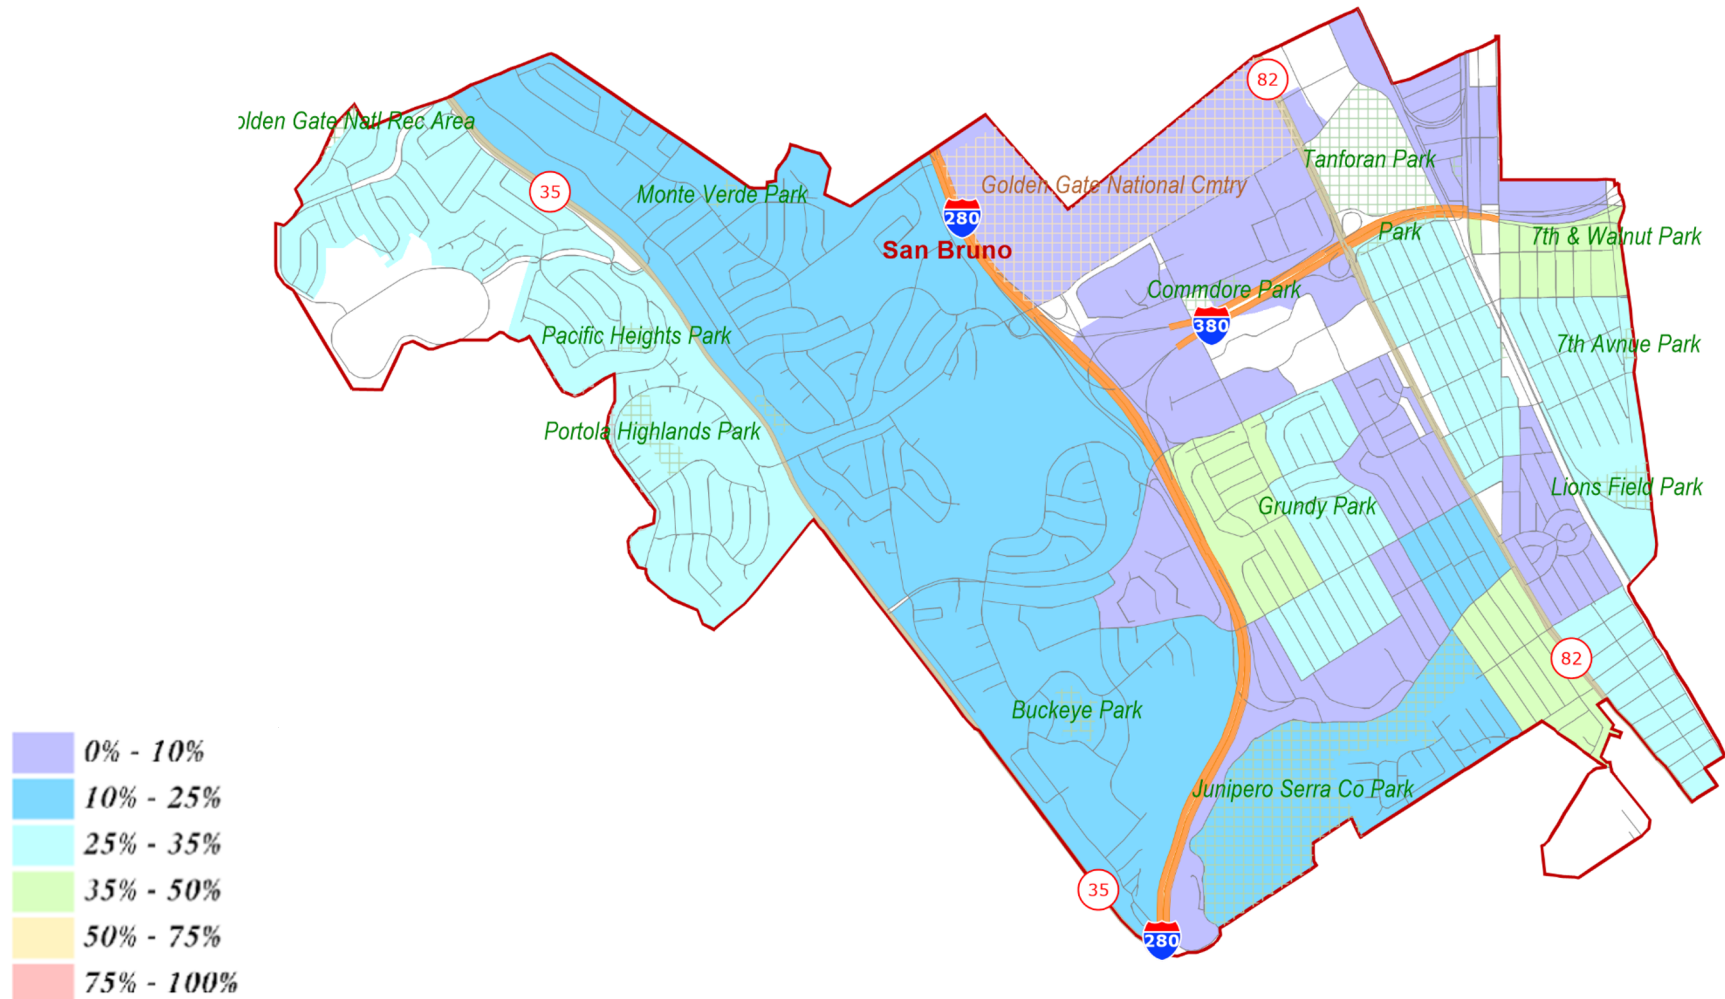 82
olden Gate Natl Rec Area
Tanforan Park
Golden Gate National Cmtry
35
Monte Verde Park
280
Park
7th & Walnut Park
San Bruno
Commdore Park
380
Pacific Heights Park
7th Avnue Park
Portola Highlands Park
Lions Field Park
Grundy Park
82
Buckeye Park
Junipero Serra Co Park
35
280
0% - 10%
10% - 25%
25% - 35%
35% - 50%
50% - 75%
75% - 100%